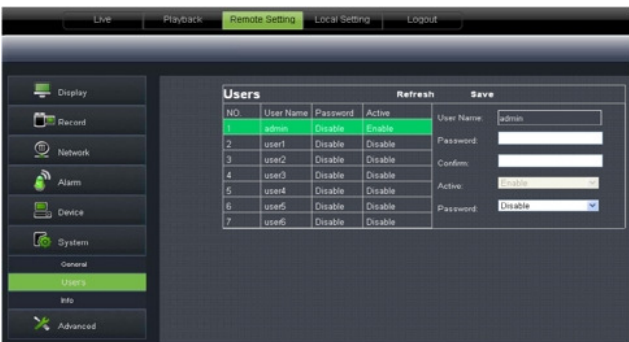 Live Playback Remote Setting Local Setting Logout
Display
Record
Network
Alarm
Device
System
General
Users
Info
Advanced
Users Refresh Save
NO. User Name Password Active
1 admin Disable Enable
2 user1 Disable Disable
3 user2 Disable Disable
4 user3 Disable Disable
5 user4 Disable Disable
6 user5 Disable Disable
7 user6 Disable Disable
User Name: admin
Password:
Confirm:
Active: Enable
Password: Disable